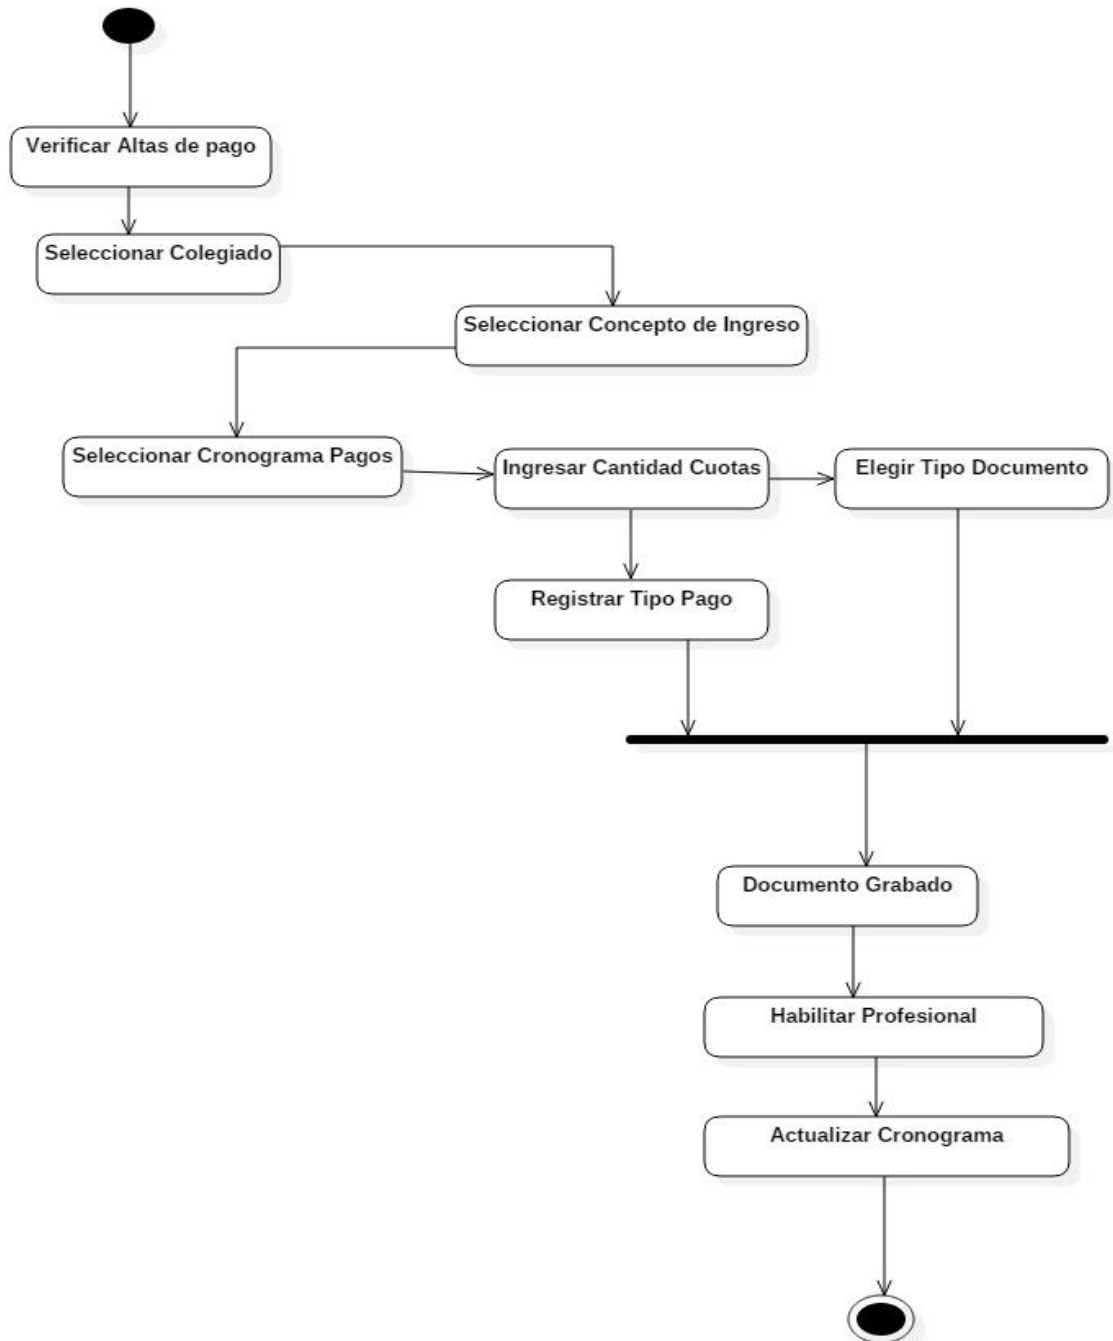 Verificar Altas de pago
Seleccionar Colegiado
Seleccionar Concepto de Ingreso
Seleccionar Cronograma Pagos
Ingresar Cantidad Cuotas
Elegir Tipo Documento
Registrar Tipo Pago
Documento Grabado
Habilitar Profesional
Actualizar Cronograma